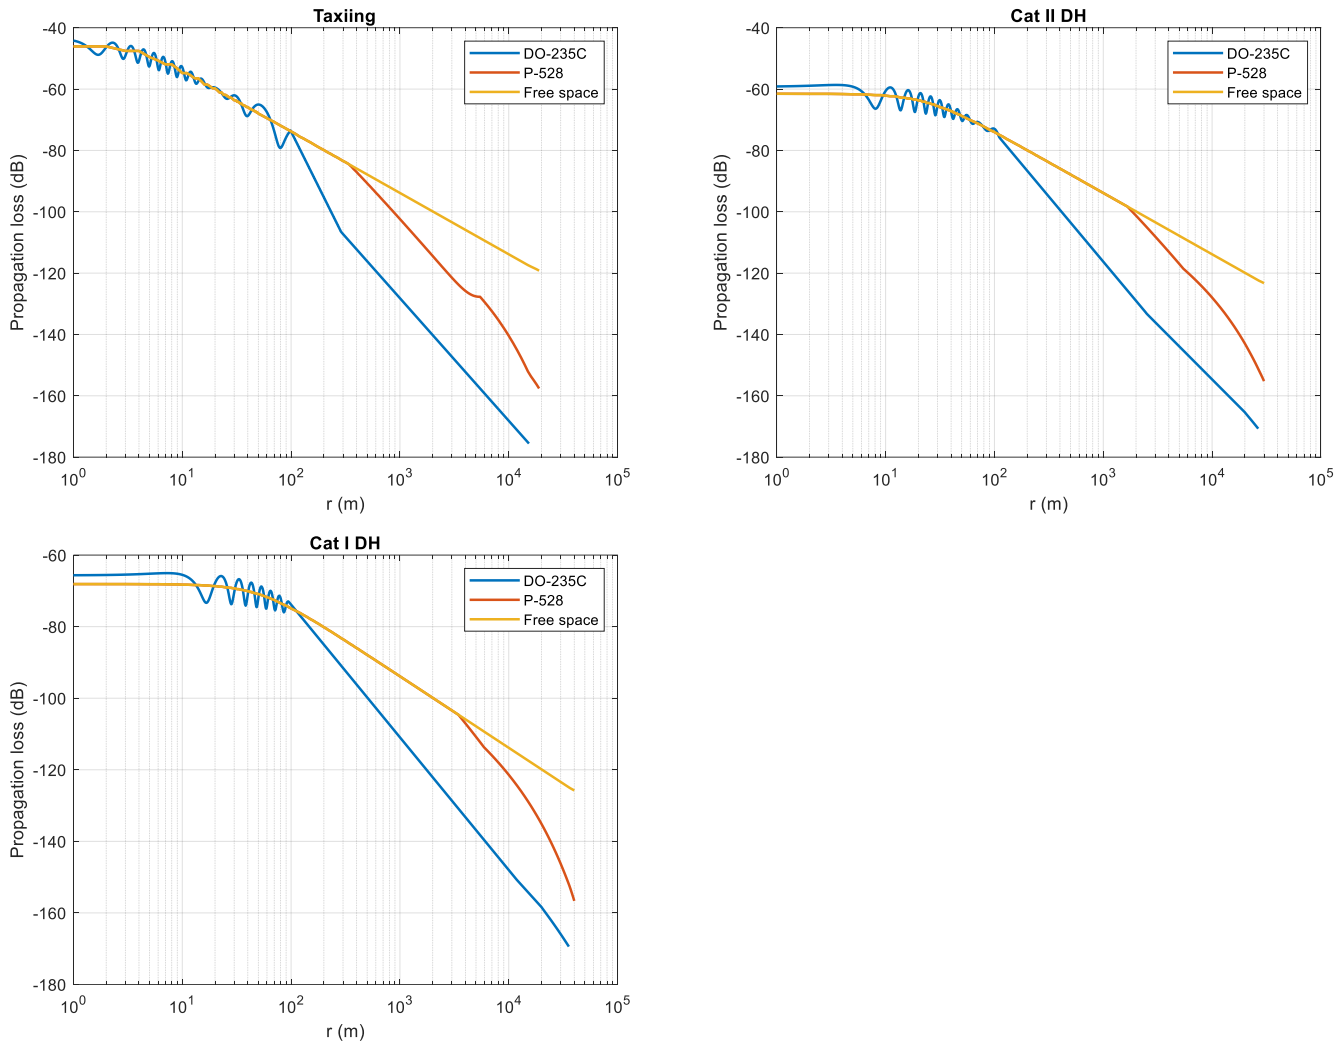 Taxiing
-40
-60
-80
-100
-120
-140
-160
-180
Propagation loss (dB)
10^0
10^1
10^2
10^3
10^4
10^5
r (m)
DO-235C
P-528
Free space
Cat II DH
-40
-60
-80
-100
-120
-140
-160
-180
Propagation loss (dB)
10^0
10^1
10^2
10^3
10^4
10^5
r (m)
DO-235C
P-528
Free space
Cat I DH
-60
-80
-100
-120
-140
-160
-180
Propagation loss (dB)
10^0
10^1
10^2
10^3
10^4
10^5
r (m)
DO-235C
P-528
Free space